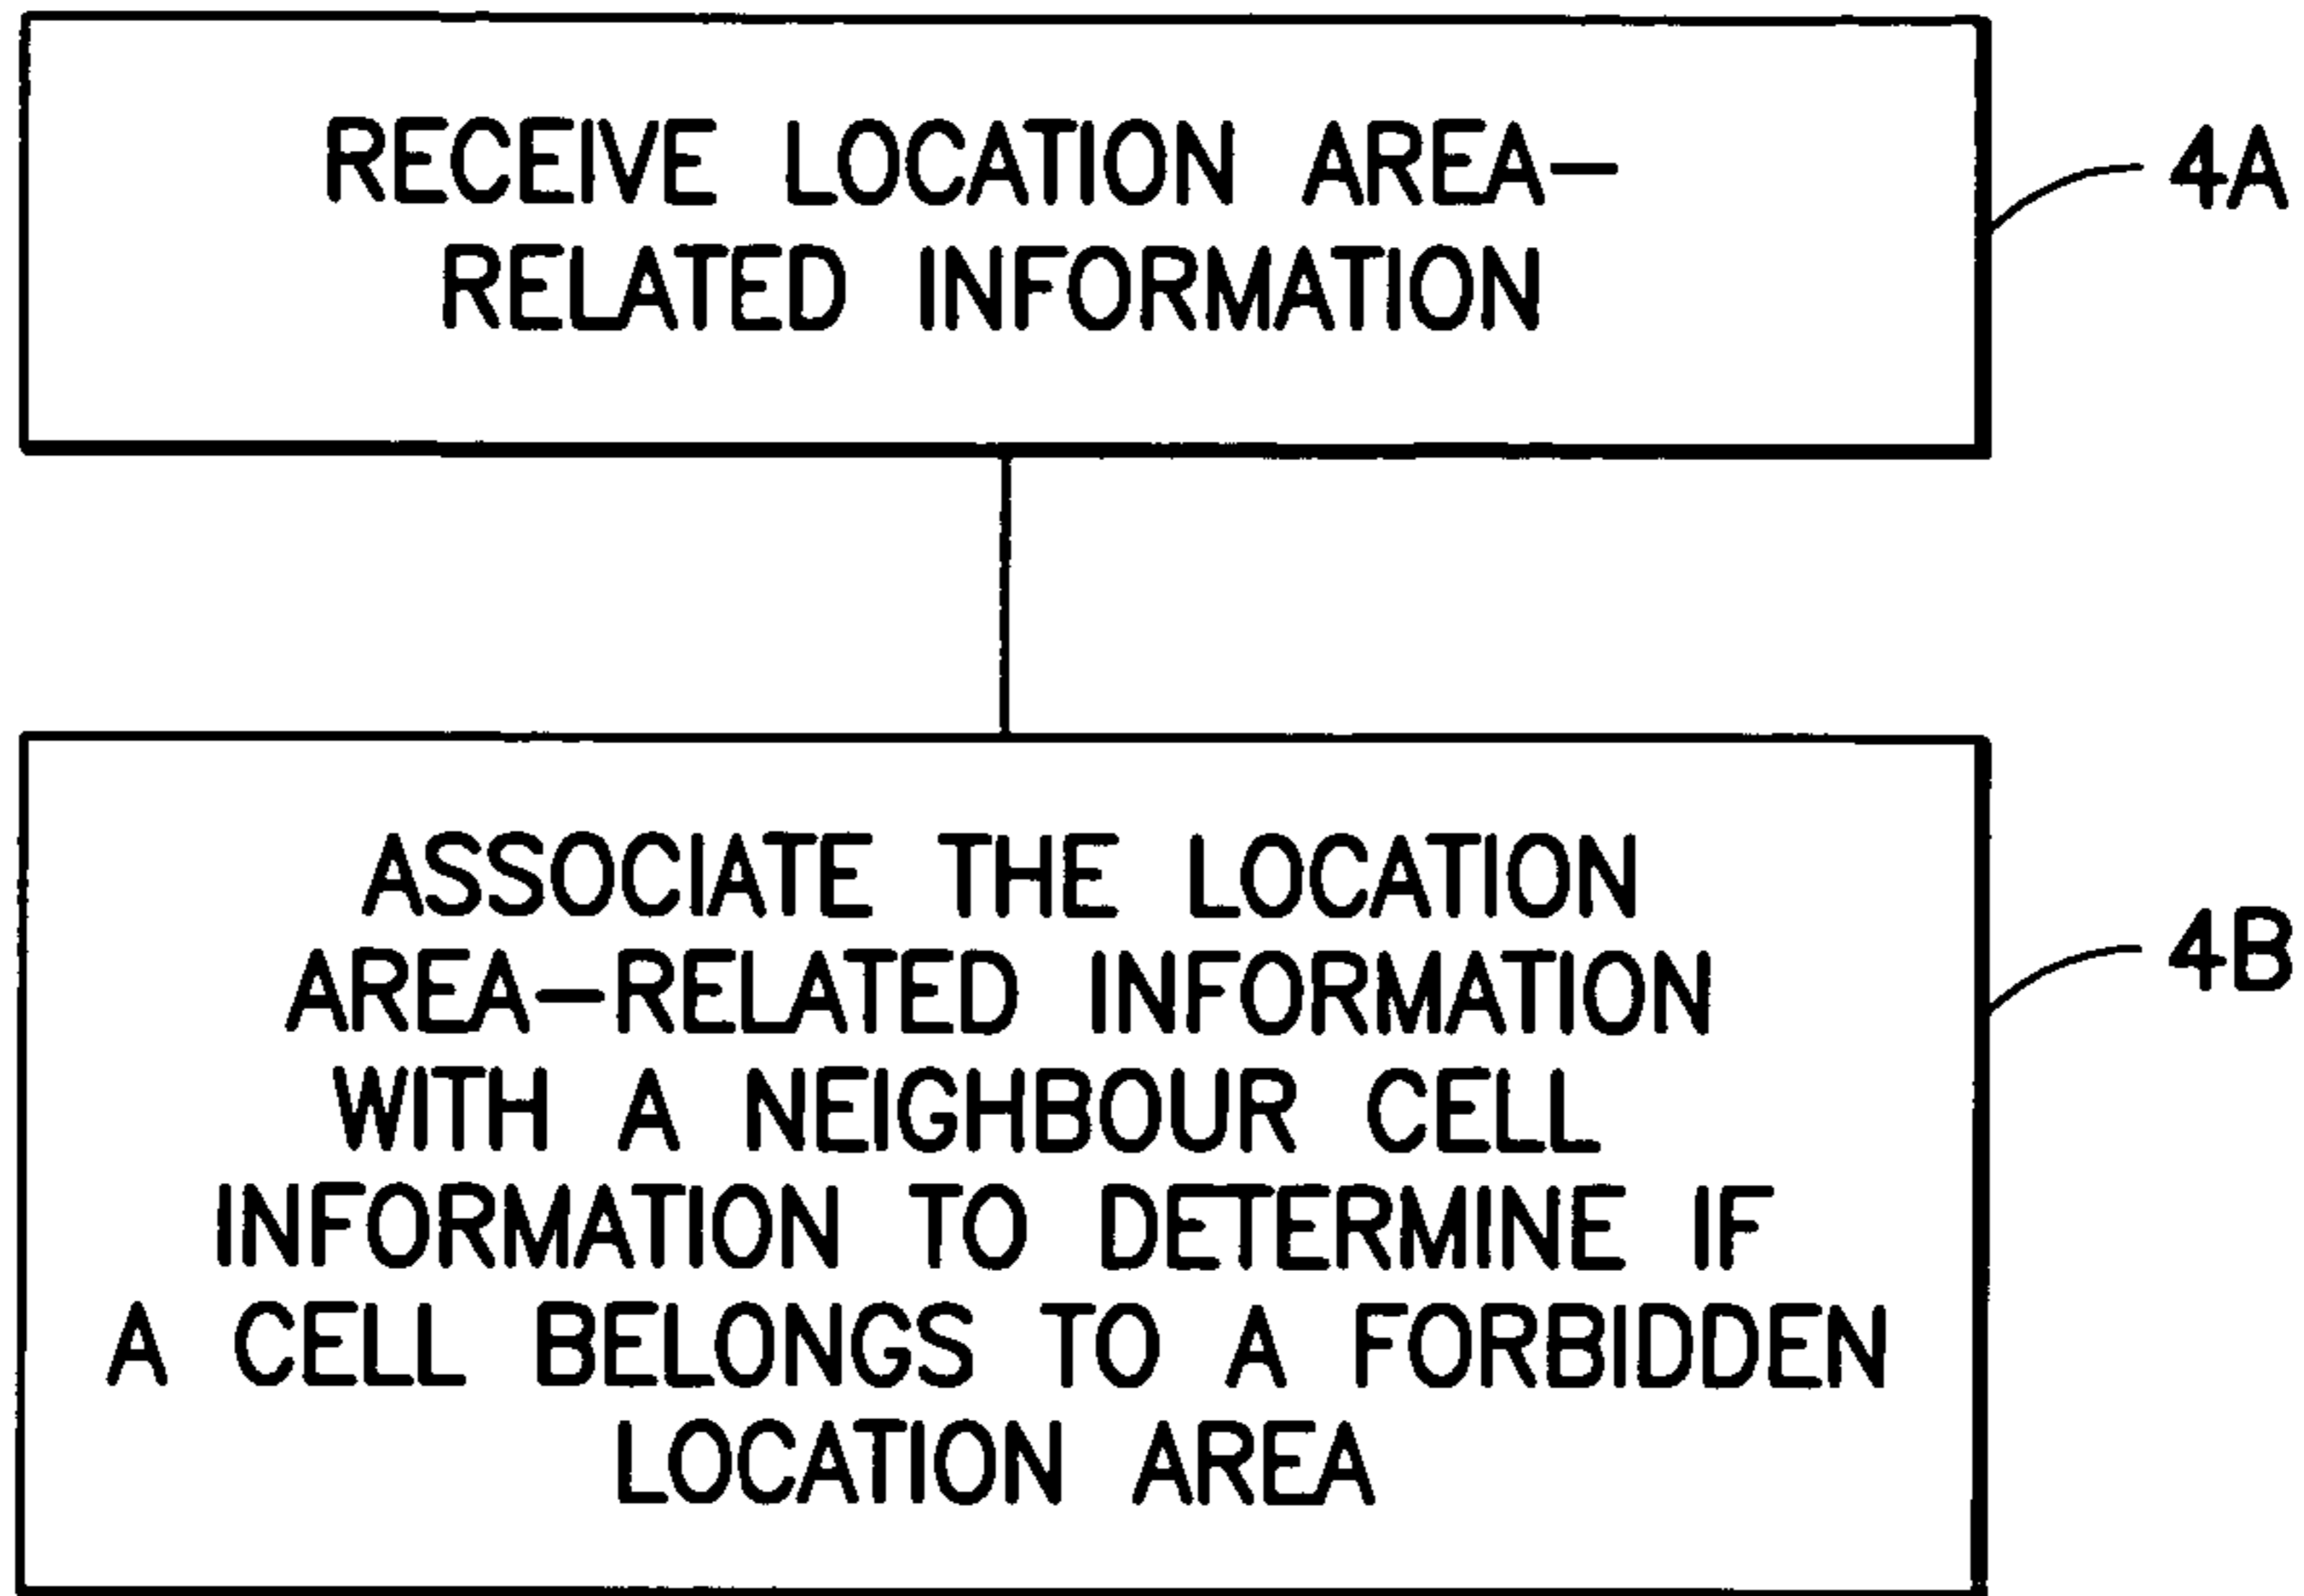 RECEIVE LOCATION AREA-
RELATED INFORMATION
4A
ASSOCIATE THE LOCATION
AREA-RELATED INFORMATION
WITH A NEIGHBOUR CELL
INFORMATION TO DETERMINE IF
A CELL BELONGS TO A FORBIDDEN
LOCATION AREA
4B